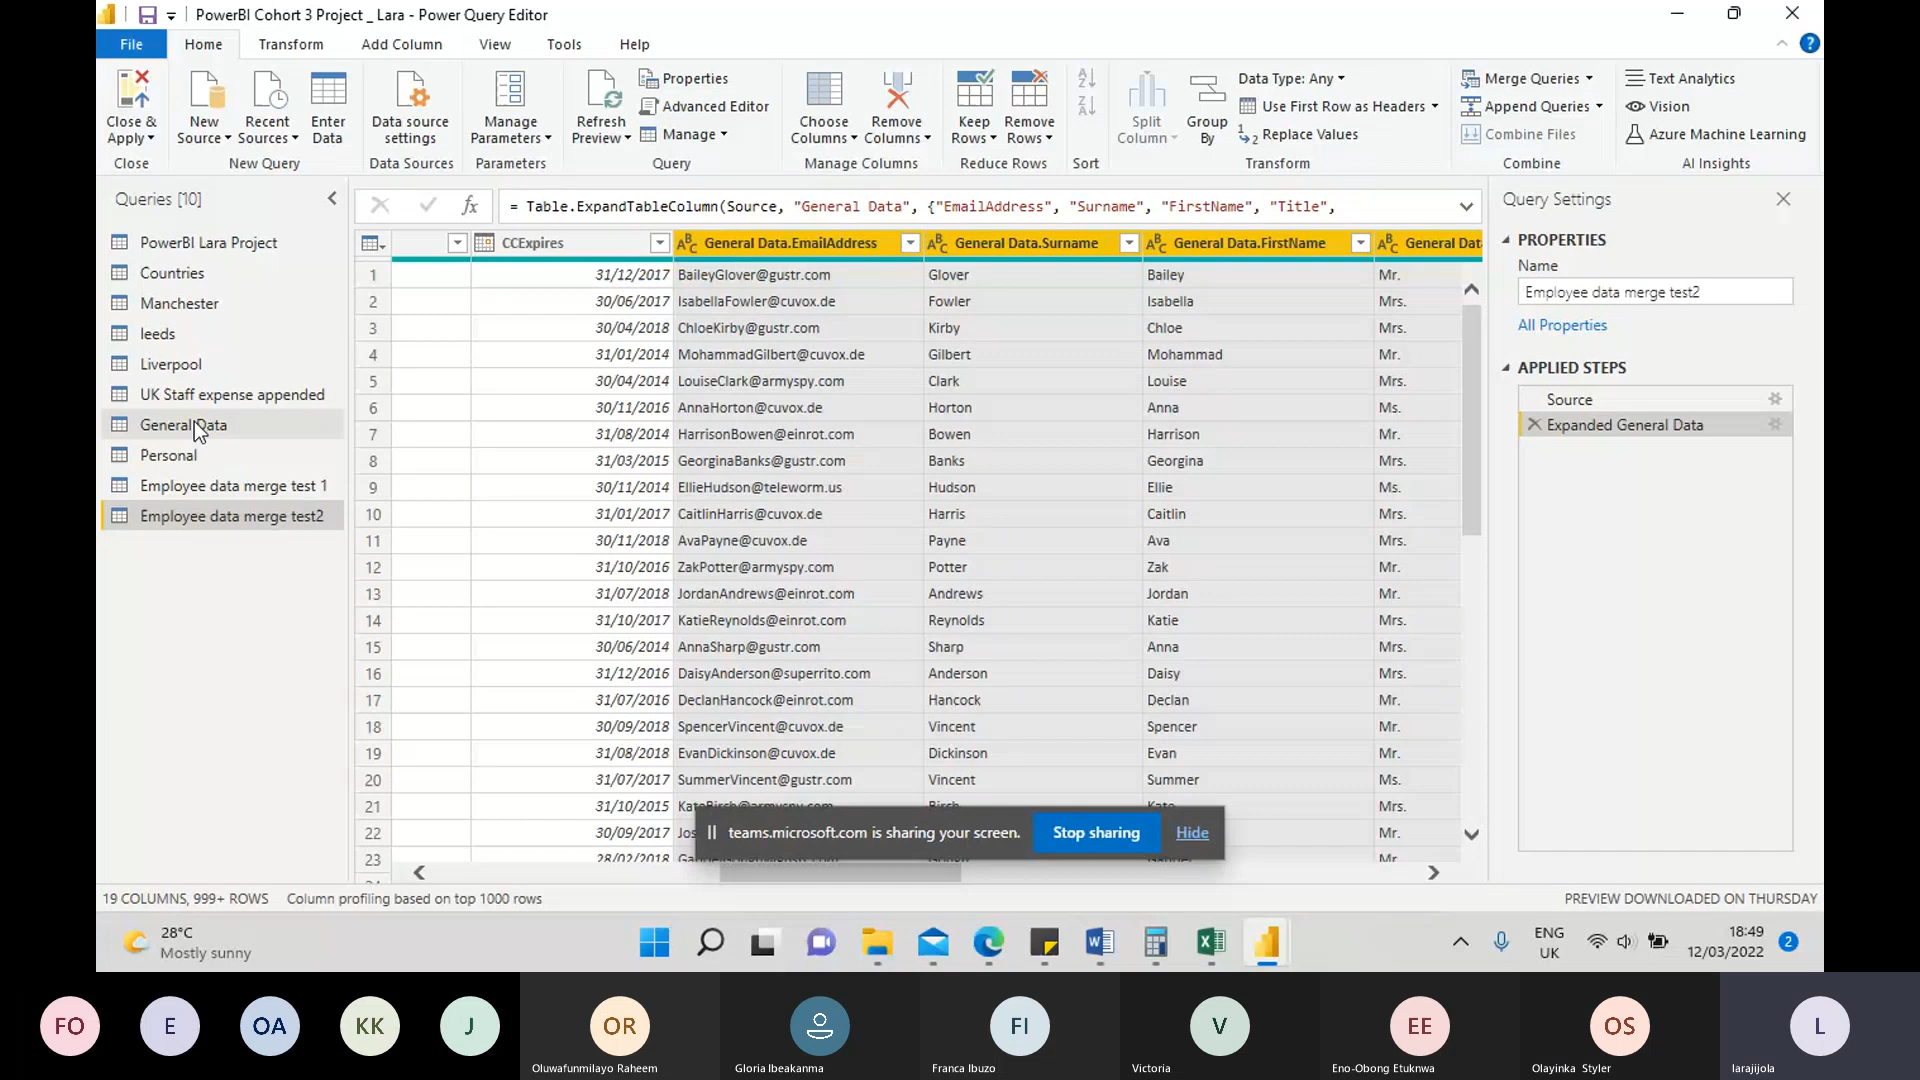 PowerBI Cohort 3 Project _ Lara - Power Query Editor
File Home Transform Add Column View Tools Help
Close & Apply
New Source
Recent Sources
Enter Data
Data source settings
Manage Parameters
Refresh Preview
Properties
Advanced Editor
Manage
Choose Columns
Remove Columns
Keep Rows
Remove Rows
Split Column
Group By
Data Type: Any
Use First Row as Headers
Replace Values
Merge Queries
Append Queries
Combine Files
Text Analytics
Vision
Azure Machine Learning
Close New Query Data Sources Parameters Query Manage Columns Reduce Rows Sort Transform Combine AI Insights
Queries [10]
PowerBI Lara Project
Countries
Manchester
leeds
Liverpool
UK Staff expense appended
General Data
Personal
Employee data merge test 1
Employee data merge test2
fx = Table.ExpandTableColumn(Source, "General Data", {"EmailAddress", "Surname", "FirstName", "Title",
CCExpires General Data.EmailAddress General Data.Surname General Data.FirstName
1 31/12/2017 BaileyGlover@gustr.com Glover Bailey Mr.
2 30/06/2017 IsabellaFowler@cuvox.de Fowler Isabella Mrs.
3 30/04/2018 ChloeKirby@gustr.com Kirby Chloe Mrs.
4 31/01/2014 MohammadGilbert@cuvox.de Gilbert Mohammad Mr.
5 30/04/2014 LouiseClark@armyspy.com Clark Louise Mrs.
6 30/11/2016 AnnaHorton@cuvox.de Horton Anna Ms.
7 31/08/2014 HarrisonBowen@einrot.com Bowen Harrison Mr.
8 31/03/2015 GeorginaBanks@gustr.com Banks Georgina Mrs.
9 30/11/2014 EllieHudson@teleworm.us Hudson Ellie Ms.
10 31/01/2017 CaitlinHarris@cuvox.de Harris Caitlin Mrs.
11 30/11/2018 AvaPayne@cuvox.de Payne Ava Mrs.
12 31/10/2016 ZakPotter@armyspy.com Potter Zak Mr.
13 31/07/2018 JordanAndrews@einrot.com Andrews Jordan Mr.
14 31/10/2017 KatieReynolds@einrot.com Reynolds Katie Mrs.
15 30/06/2014 AnnaSharp@gustr.com Sharp Anna Mrs.
16 31/12/2016 DaisyAnderson@superrito.com Anderson Daisy Mrs.
17 31/07/2016 DeclanHancock@einrot.com Hancock Declan Mr.
18 30/09/2018 SpencerVincent@cuvox.de Vincent Spencer Mr.
19 31/08/2018 EvanDickinson@cuvox.de Dickinson Evan Mr.
20 31/07/2017 SummerVincent@gustr.com Vincent Summer Ms.
21 31/10/2015 KateBirch@armyspy.com Birch Kate Mrs.
22 30/09/2017 Mr.
23 28/02/2018 Mr.
teams.microsoft.com is sharing your screen. Stop sharing Hide
Query Settings
PROPERTIES
Name
Employee data merge test2
All Properties
APPLIED STEPS
Source
Expanded General Data
19 COLUMNS, 999+ ROWS Column profiling based on top 1000 rows PREVIEW DOWNLOADED ON THURSDAY
28°C
Mostly sunny
ENG
UK
18:49
12/03/2022
2
FO E OA KK J OR FI V EE OS L
Oluwafunmilayo Raheem Gloria Ibeakanma Franca Ibuzo Victoria Eno-Obong Etuknwa Olayinka Styler larajijola